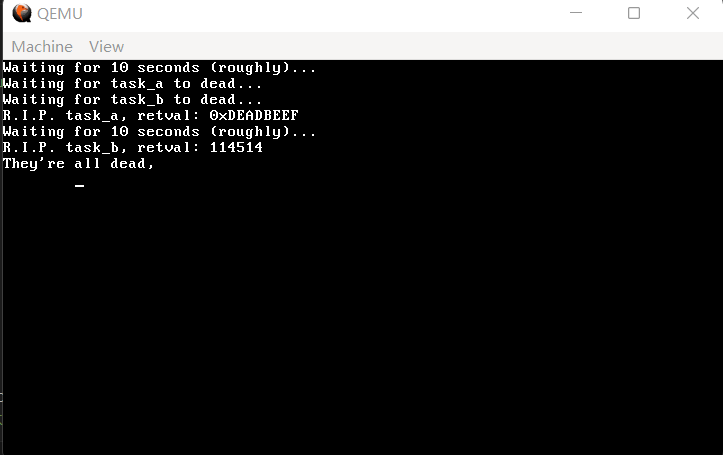 QEMU
Machine View
Waiting for 10 seconds (roughly)...
Waiting for task_a to dead...
Waiting for task_b to dead...
R.I.P. task_a, retval: 0xDEADBEEF
Waiting for 10 seconds (roughly)...
R.I.P. task_b, retval: 114514
They're all dead,